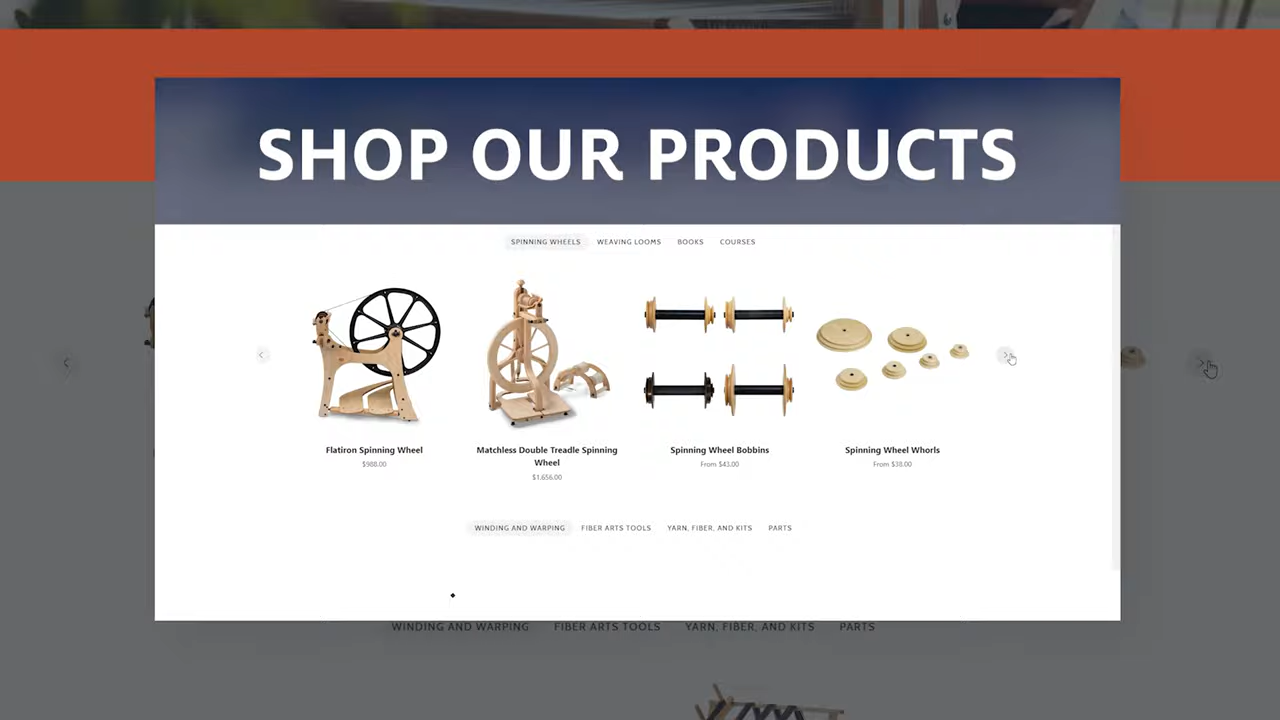 SHOP OUR PRODUCTS
SPINNING WHEELS WEAVING LOOMS BOOKS COURSES
Flatiron Spinning Wheel
$988.00
Matchless Double Treadle Spinning
Wheel
$1,656.00
Spinning Wheel Bobbins
From $43.00
Spinning Wheel Whorls
From $38.00
WINDING AND WARPING FIBER ARTS TOOLS YARN, FIBER, AND KITS PARTS
WINDING AND WARPING FIBER ARTS TOOLS YARN, FIBER, AND KITS PARTS